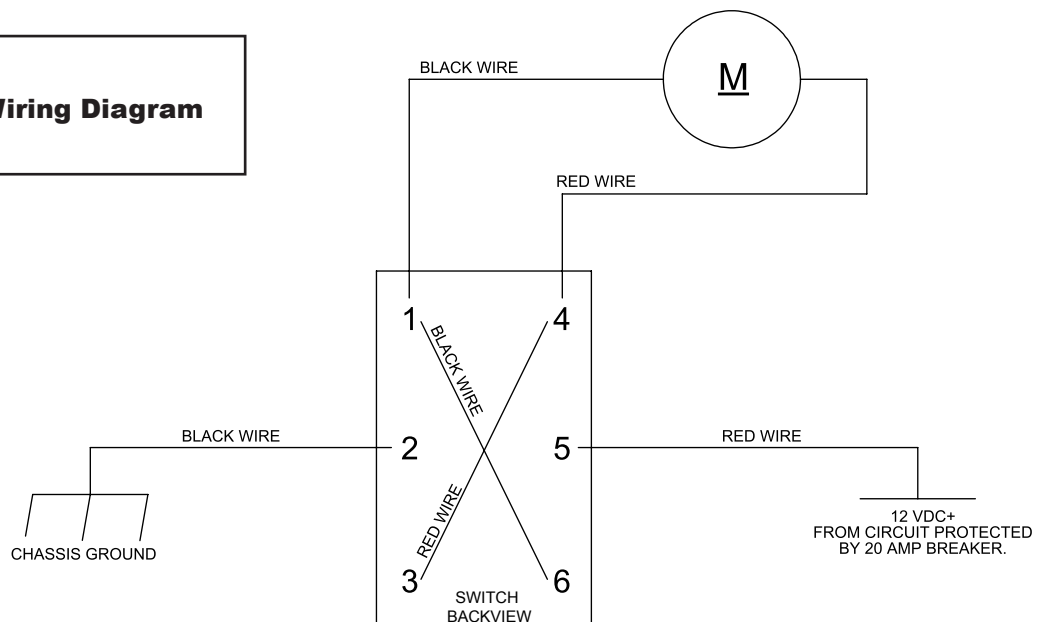 Wiring Diagram
BLACK WIRE
M
RED WIRE
1
4
BLACK WIRE
BLACK WIRE
2
5
RED WIRE
RED WIRE
CHASSIS GROUND
12 VDC+
FROM CIRCUIT PROTECTED
BY 20 AMP BREAKER.
3
6
SWITCH
BACKVIEW